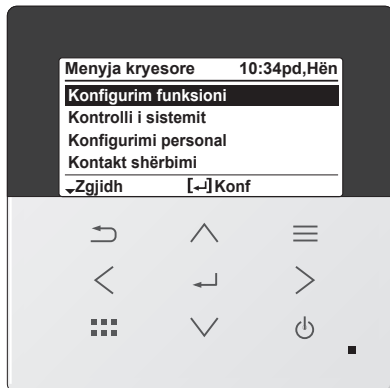 Menyja kryesore 10:34pd,Hën
Konfigurim funksioni
Kontrolli i sistemit
Konfigurimi personal
Kontakt shërbimi
Zgjidh [↵]Konf